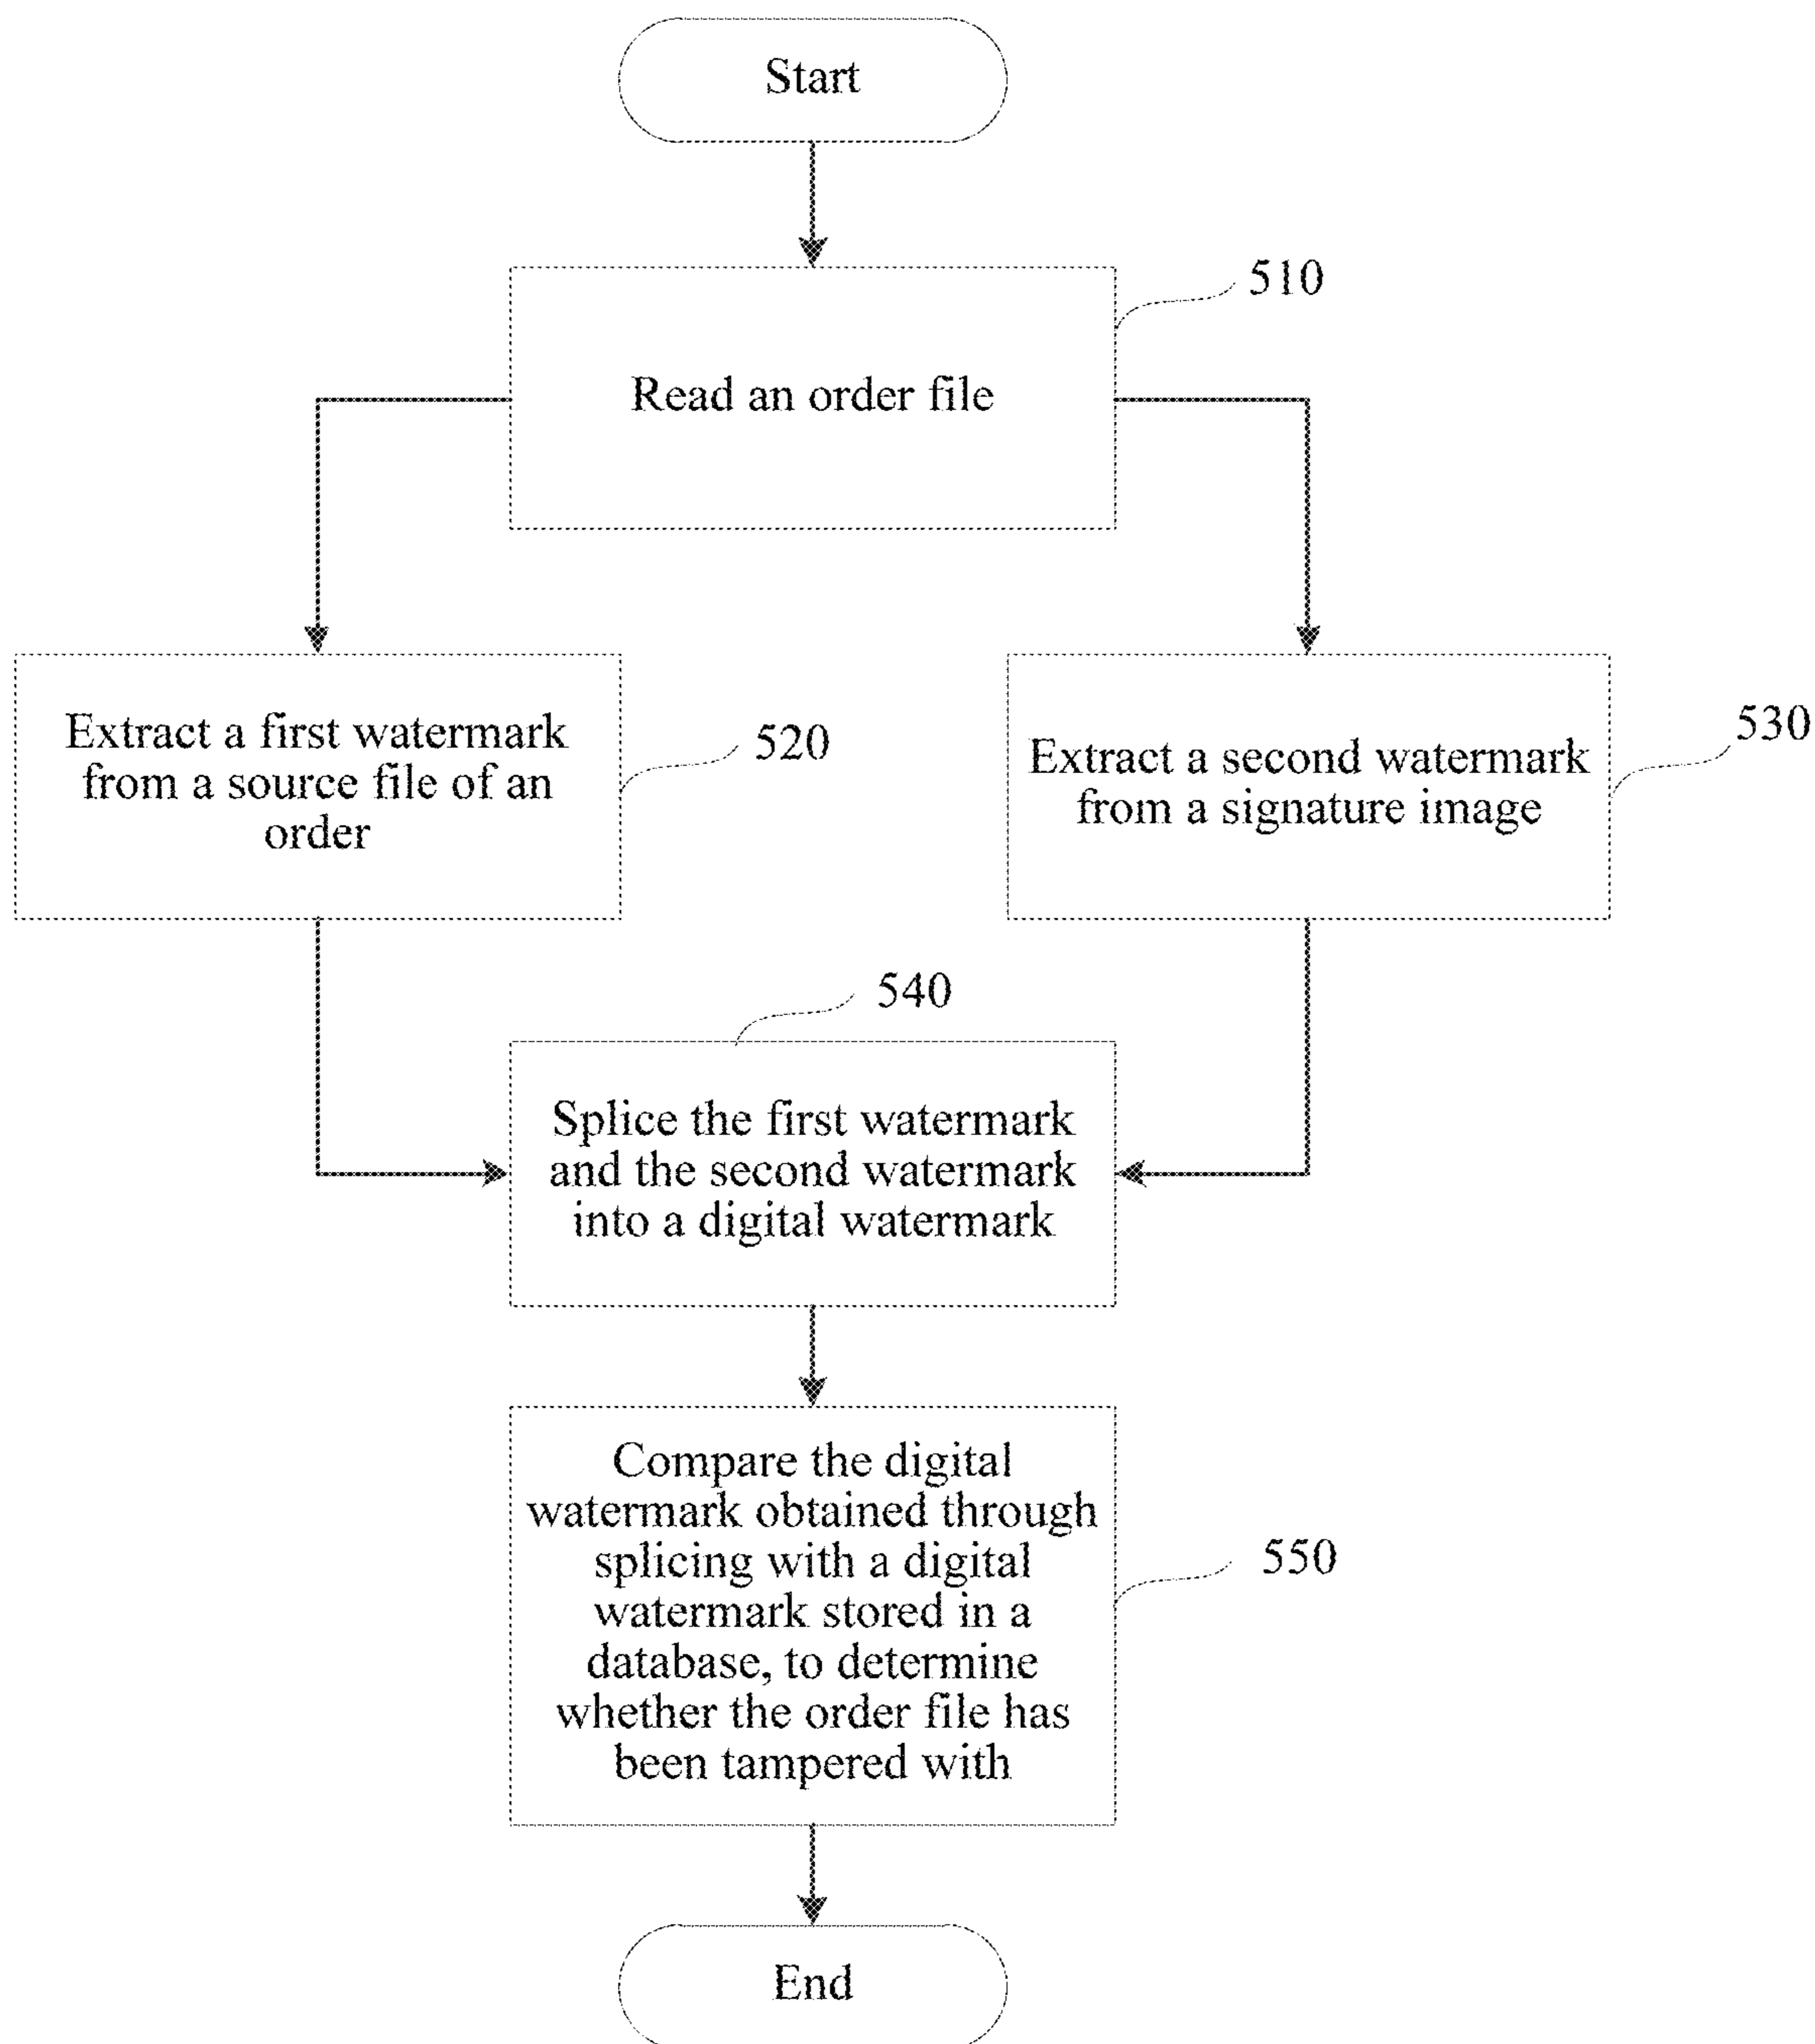 Start
510
Read an order file
Extract a first watermark
from a source file of an
order
520
Extract a second watermark
from a signature image
530
540
Splice the first watermark
and the second watermark
into a digital watermark
Compare the digital
watermark obtained through
splicing with a digital
watermark stored in a
database, to determine
whether the order file has
been tampered with
550
End